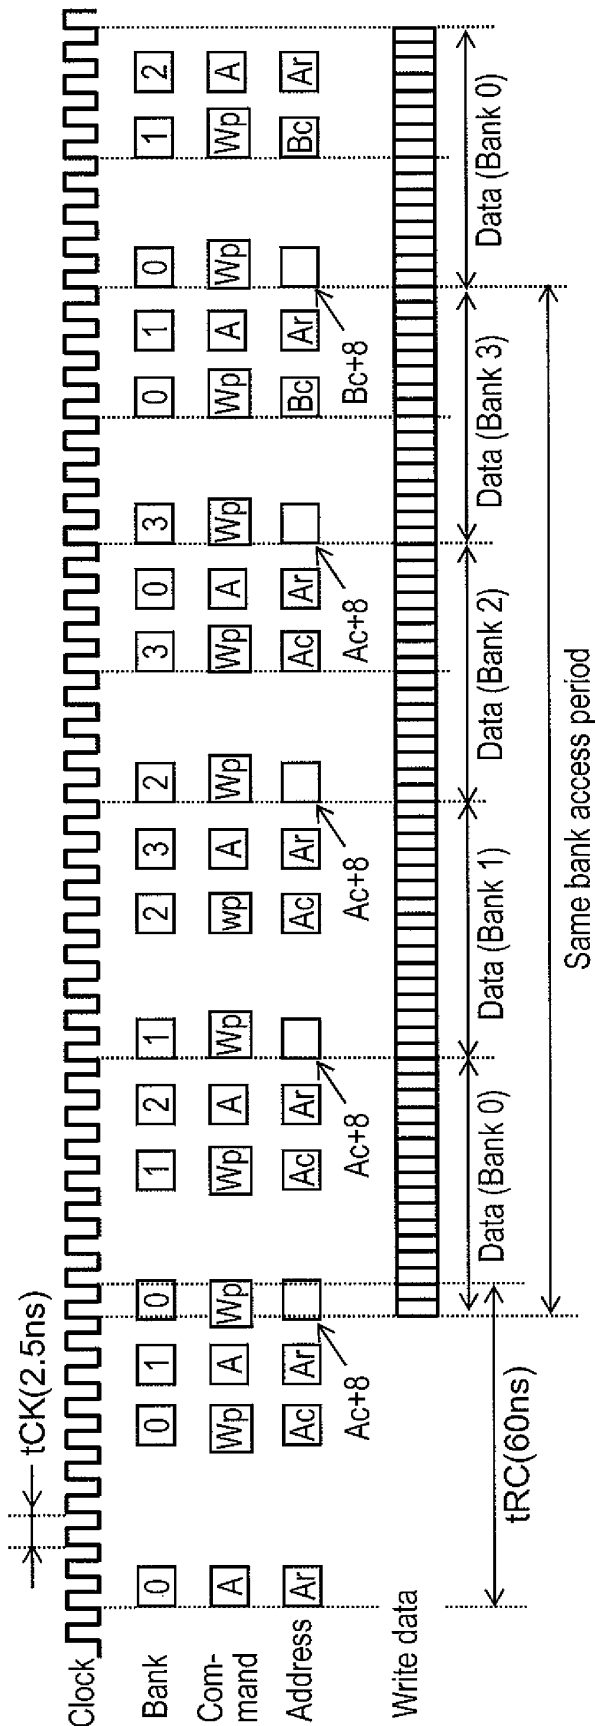 tCK(2.5ns)
Clock
Bank 0 0 1 0 1 2 1 2 3 2 3 0 3 0 1 0 1 2
Com-
mand A Wp A Wp Wp A Wp wp A Wp Wp A Wp Wp A Wp Wp A
Address Ar Ac Ar Ac Ar Ac Ar Ac Ar Bc Ar Bc Ar
Ac+8 Ac+8 Ac+8 Ac+8 Bc+8
Write data
Data (Bank 0) Data (Bank 1) Data (Bank 2) Data (Bank 3) Data (Bank 0)
tRC(60ns)
Same bank access period